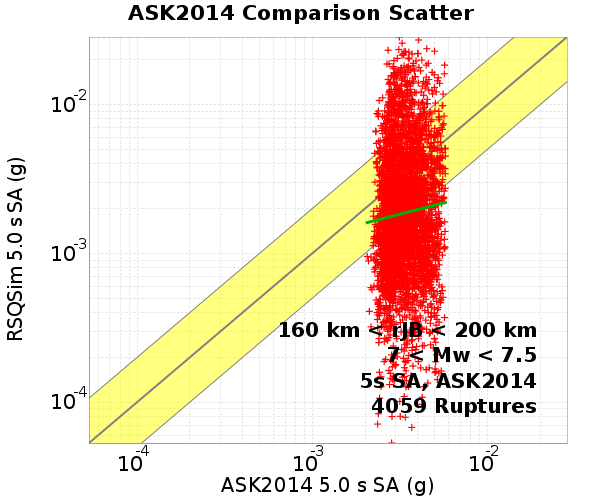 ASK2014 Comparison Scatter
RSQSim 5.0 s SA (g)
10-2
10-3
10-4
160 km < rJB < 200 km
7 < Mw < 7.5
5s SA, ASK2014
4059 Ruptures
10-4
10-3
10-2
ASK2014 5.0 s SA (g)